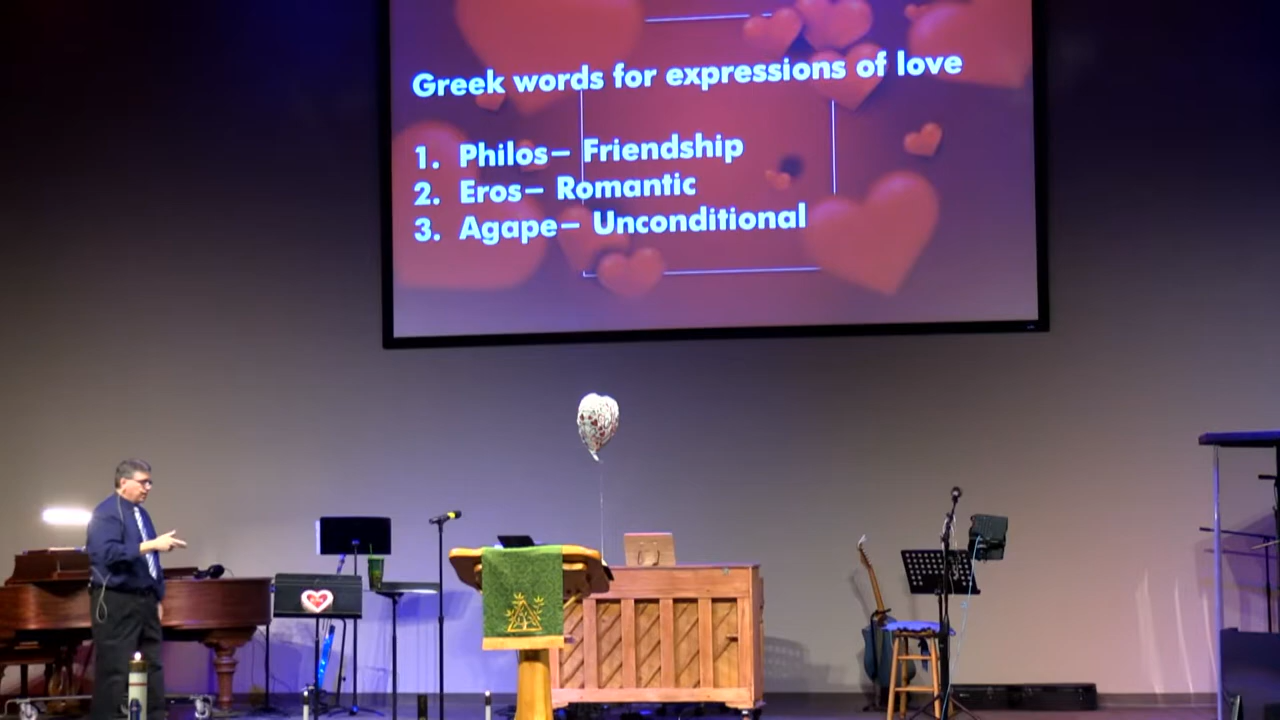 Greek words for expressions of love
1. Philos– Friendship
2. Eros– Romantic
3. Agape– Unconditional